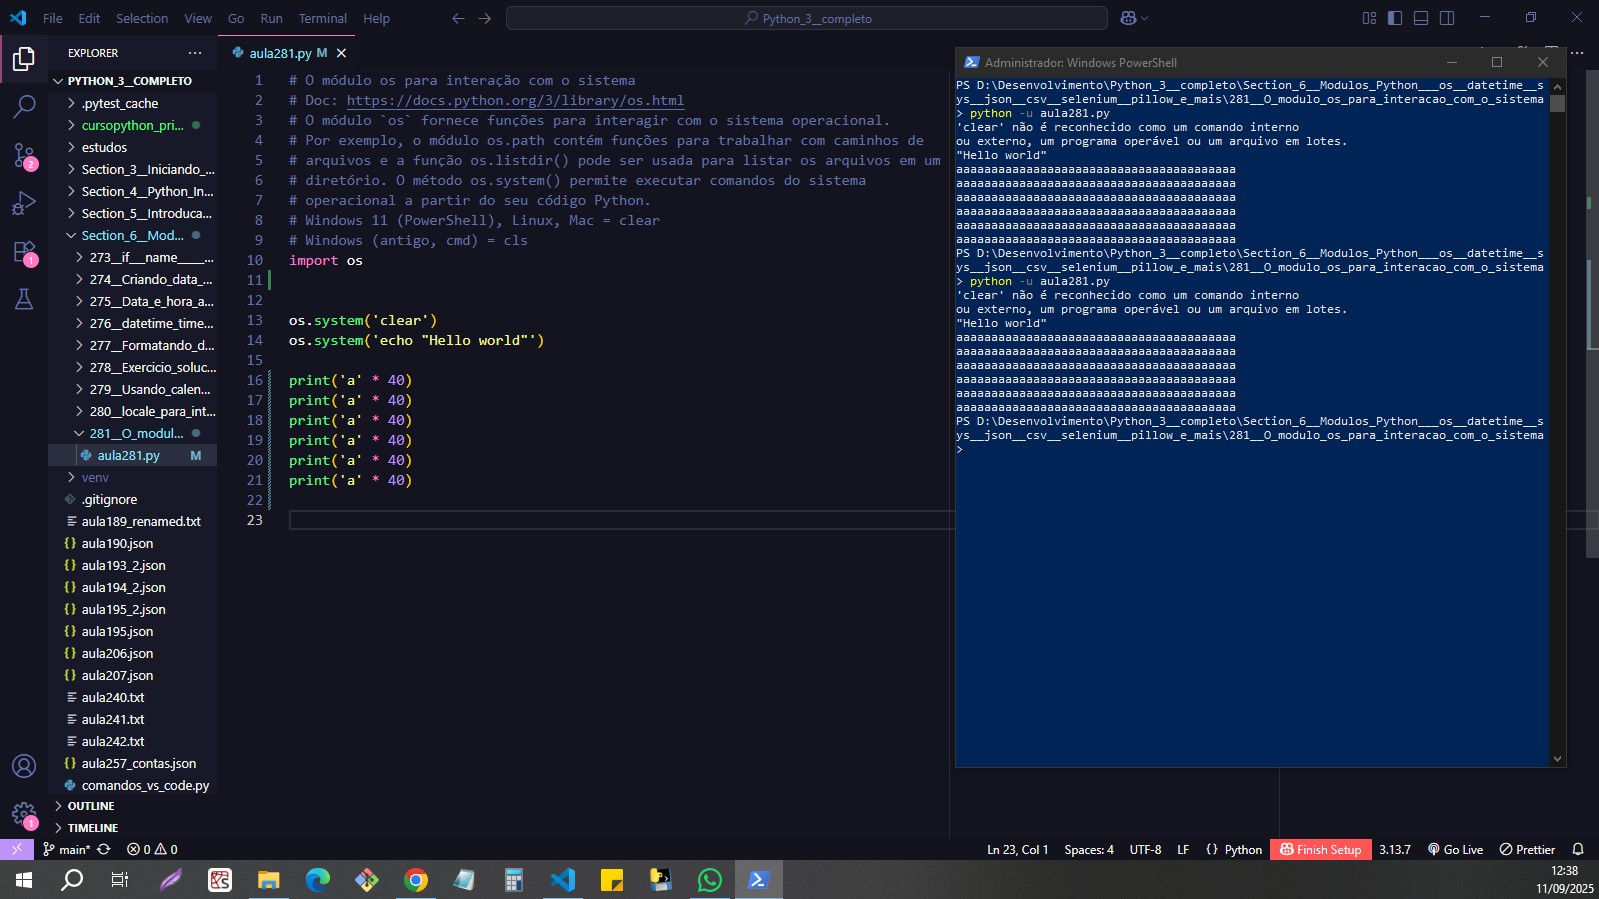 File Edit Selection View Go Run Terminal Help
Python_3__completo
EXPLORER
PYTHON_3__COMPLETO
.pytest_cache
cursopython_pri...
estudos
Section_3__Iniciando_...
Section_4__Python_In...
Section_5__Introduca...
Section_6__Mod...
273__if__name____...
274__Criando_data_...
275__Data_e_hora_a...
276__datetime_time...
277__Formatando_d...
278__Exercicio_soluc...
279__Usando_calen...
280__locale_para_int...
281__O_modul...
aula281.py M
venv
.gitignore
aula189_renamed.txt
aula190.json
aula193_2.json
aula194_2.json
aula195_2.json
aula195.json
aula206.json
aula207.json
aula240.txt
aula241.txt
aula242.txt
aula257_contas.json
comandos_vs_code.py
OUTLINE
TIMELINE
2
1
1
aula281.py M
1 # O módulo os para interação com o sistema
2 # Doc: https://docs.python.org/3/library/os.html
3 # O módulo `os` fornece funções para interagir com o sistema operacional.
4 # Por exemplo, o módulo os.path contém funções para trabalhar com caminhos de
5 # arquivos e a função os.listdir() pode ser usada para listar os arquivos em um
6 # diretório. O método os.system() permite executar comandos do sistema
7 # operacional a partir do seu código Python.
8 # Windows 11 (PowerShell), Linux, Mac = clear
9 # Windows (antigo, cmd) = cls
10 import os
11
12
13 os.system('clear')
14 os.system('echo "Hello world"')
15
16 print('a' * 40)
17 print('a' * 40)
18 print('a' * 40)
19 print('a' * 40)
20 print('a' * 40)
21 print('a' * 40)
22
23
Administrador: Windows PowerShell
PS D:\Desenvolvimento\Python_3__completo\Section_6__Modulos_Python___os__datetime__s
ys__json__csv__selenium__pillow_e_mais\281__O_modulo_os_para_interacao_com_o_sistema
> python -u aula281.py
'clear' não é reconhecido como um comando interno
ou externo, um programa operável ou um arquivo em lotes.
"Hello world"
aaaaaaaaaaaaaaaaaaaaaaaaaaaaaaaaaaaaaaaa
aaaaaaaaaaaaaaaaaaaaaaaaaaaaaaaaaaaaaaaa
aaaaaaaaaaaaaaaaaaaaaaaaaaaaaaaaaaaaaaaa
aaaaaaaaaaaaaaaaaaaaaaaaaaaaaaaaaaaaaaaa
aaaaaaaaaaaaaaaaaaaaaaaaaaaaaaaaaaaaaaaa
aaaaaaaaaaaaaaaaaaaaaaaaaaaaaaaaaaaaaaaa
PS D:\Desenvolvimento\Python_3__completo\Section_6__Modulos_Python___os__datetime__s
ys__json__csv__selenium__pillow_e_mais\281__O_modulo_os_para_interacao_com_o_sistema
> python -u aula281.py
'clear' não é reconhecido como um comando interno
ou externo, um programa operável ou um arquivo em lotes.
"Hello world"
aaaaaaaaaaaaaaaaaaaaaaaaaaaaaaaaaaaaaaaa
aaaaaaaaaaaaaaaaaaaaaaaaaaaaaaaaaaaaaaaa
aaaaaaaaaaaaaaaaaaaaaaaaaaaaaaaaaaaaaaaa
aaaaaaaaaaaaaaaaaaaaaaaaaaaaaaaaaaaaaaaa
aaaaaaaaaaaaaaaaaaaaaaaaaaaaaaaaaaaaaaaa
aaaaaaaaaaaaaaaaaaaaaaaaaaaaaaaaaaaaaaaa
PS D:\Desenvolvimento\Python_3__completo\Section_6__Modulos_Python___os__datetime__s
ys__json__csv__selenium__pillow_e_mais\281__O_modulo_os_para_interacao_com_o_sistema
>
main* 0 0
Ln 23, Col 1 Spaces: 4 UTF-8 LF Python Finish Setup 3.13.7 Go Live Prettier
12:38
11/09/2025